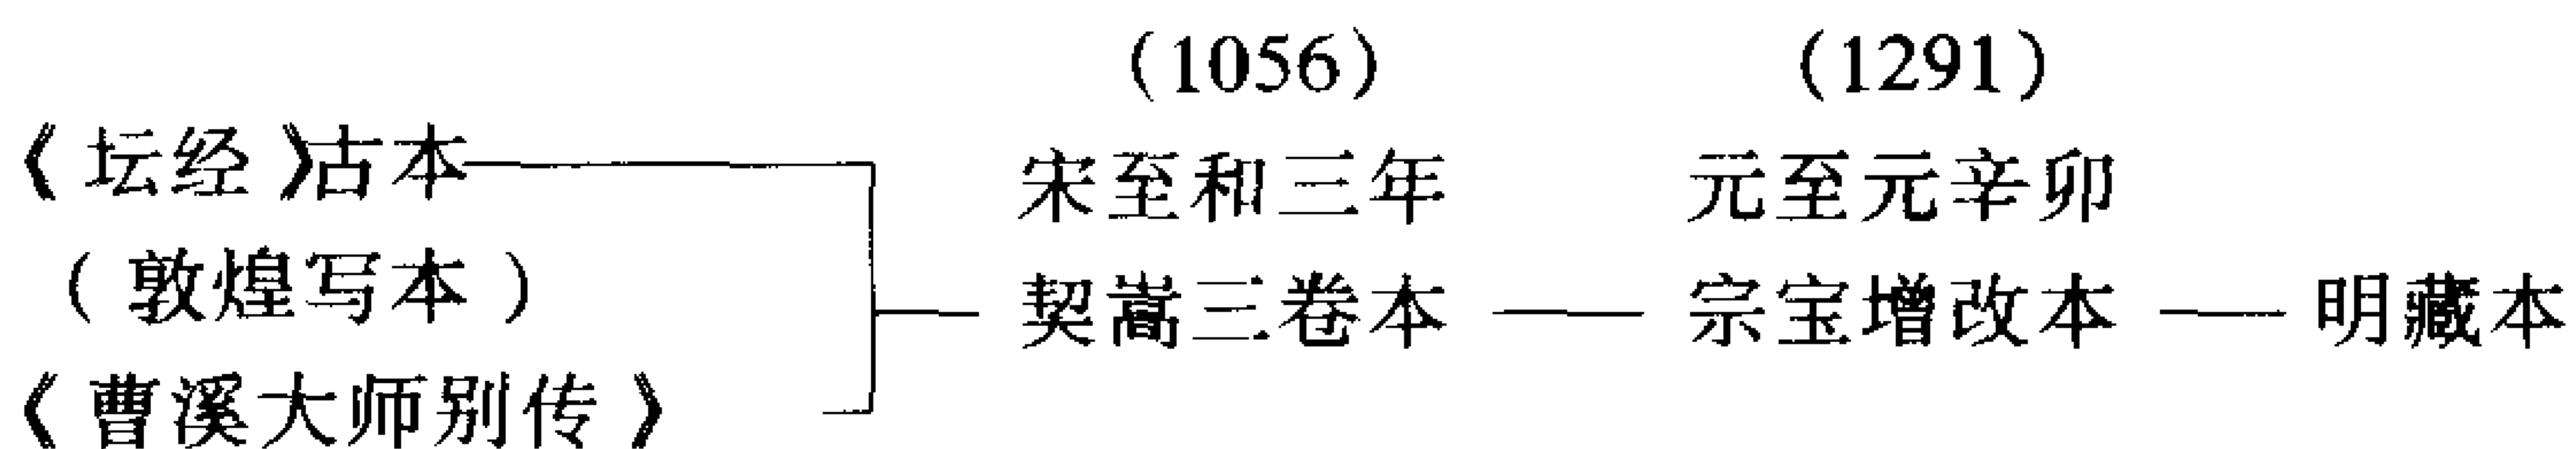 (1056) (1291)
《坛经》古本 宋至和三年 元至元辛卯
(敦煌写本) 契嵩三卷本 — 宗宝增改本 — 明藏本
《曹溪大师别传》